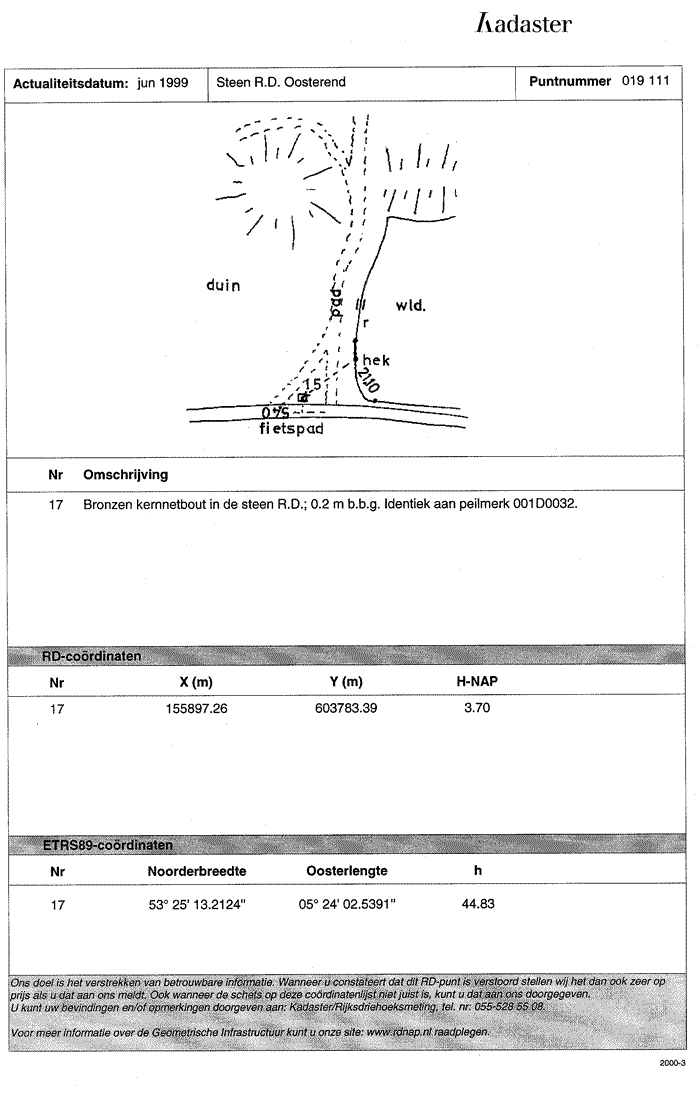 Kadaster
Actualiteitsdatum: jun 1999 Steen R.D. Oosterend Puntnummer 019 111
duin
pad
wld.
r
hek
21.10
15
5.40
fietspad
Nr Omschrijving
17 Bronzen kernnetbout in de steen R.D.; 0.2 m b.b.g. Identiek aan peilmerk 001D0032.
RD-coördinaten
Nr X (m) Y (m) H-NAP
17 155897.26 603783.39 3.70
ETRS89-coördinaten
Nr Noorderbreedte Oosterlengte h
17 53° 25' 13.2124" 05° 24' 02.5391" 44.83
Ons doel is het verstrekken van betrouwbare informatie. Wanneer u constateert dat dit RD-punt is verstoord stellen wij het dan ook zeer op
prijs als u dat aan ons meldt. Ook wanneer de schets op deze coördinatenlijst niet juist is, kunt u dat aan ons doorgegeven.
U kunt uw bevindingen en/of opmerkingen doorgeven aan: Kadaster/Rijksdriehoeksmeting, tel. nr: 055-528 55 08.
Voor meer informatie over de Geometrische Infrastructuur kunt u onze site: www.rdnap.nl raadplegen.
2000-3